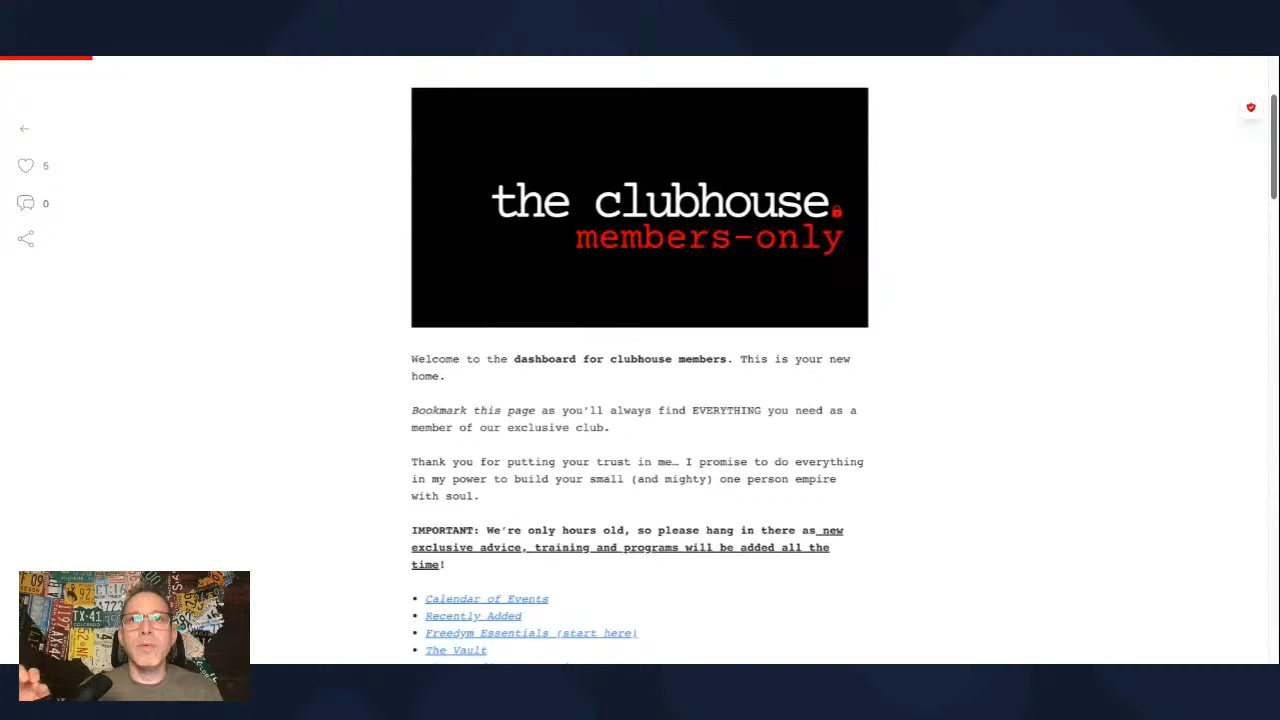 the clubhouse
members-only
5
0
Welcome to the dashboard for clubhouse members. This is your new
home.
Bookmark this page as you'll always find EVERYTHING you need as a
member of our exclusive club.
Thank you for putting your trust in me… I promise to do everything
in my power to build your small (and mighty) one person empire
with soul.
IMPORTANT: We're only hours old, so please hang in there as new
exclusive advice, training and programs will be added all the
time!
• Calendar of Events
• Recently Added
• Freedym Essentials (start here)
• The Vault
TX·41